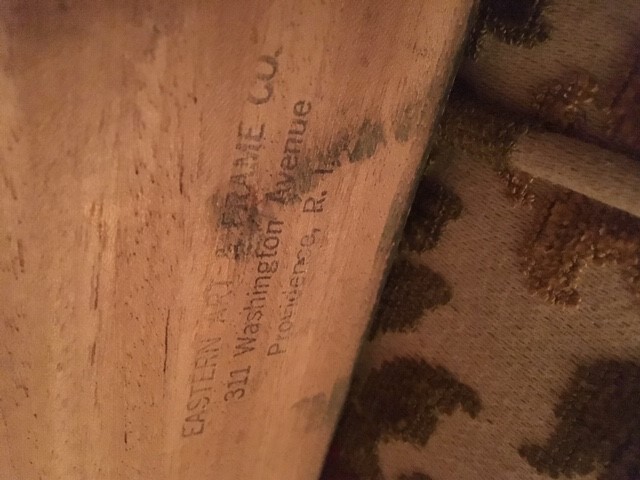 EASTERN ART & FRAME CO.
311 Washington Avenue
Providence, R. I.